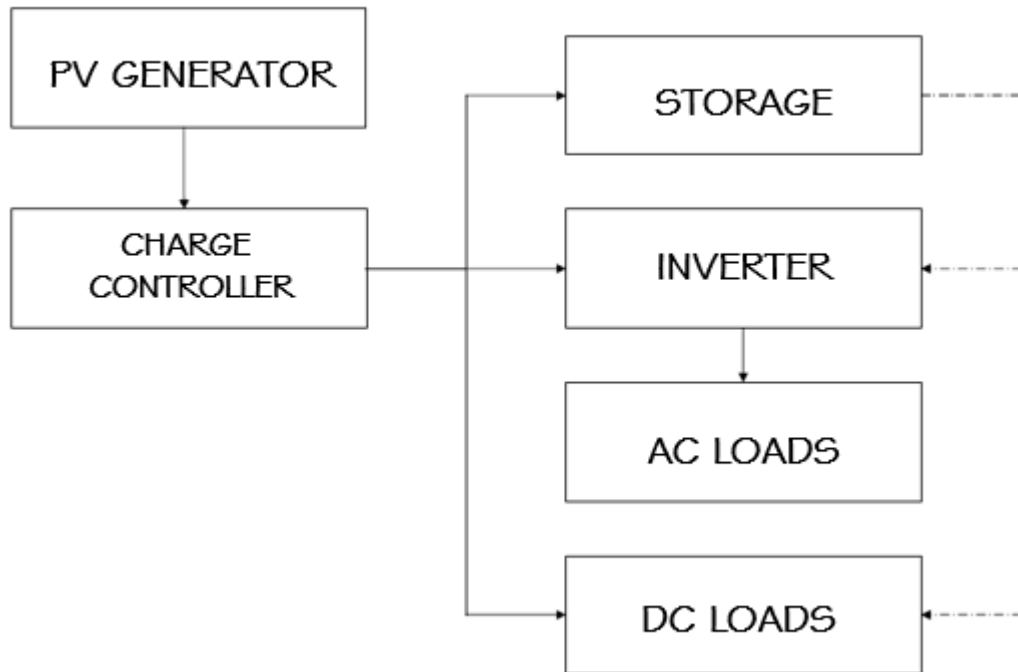 PV GENERATOR
STORAGE
CHARGE
CONTROLLER
INVERTER
AC LOADS
DC LOADS